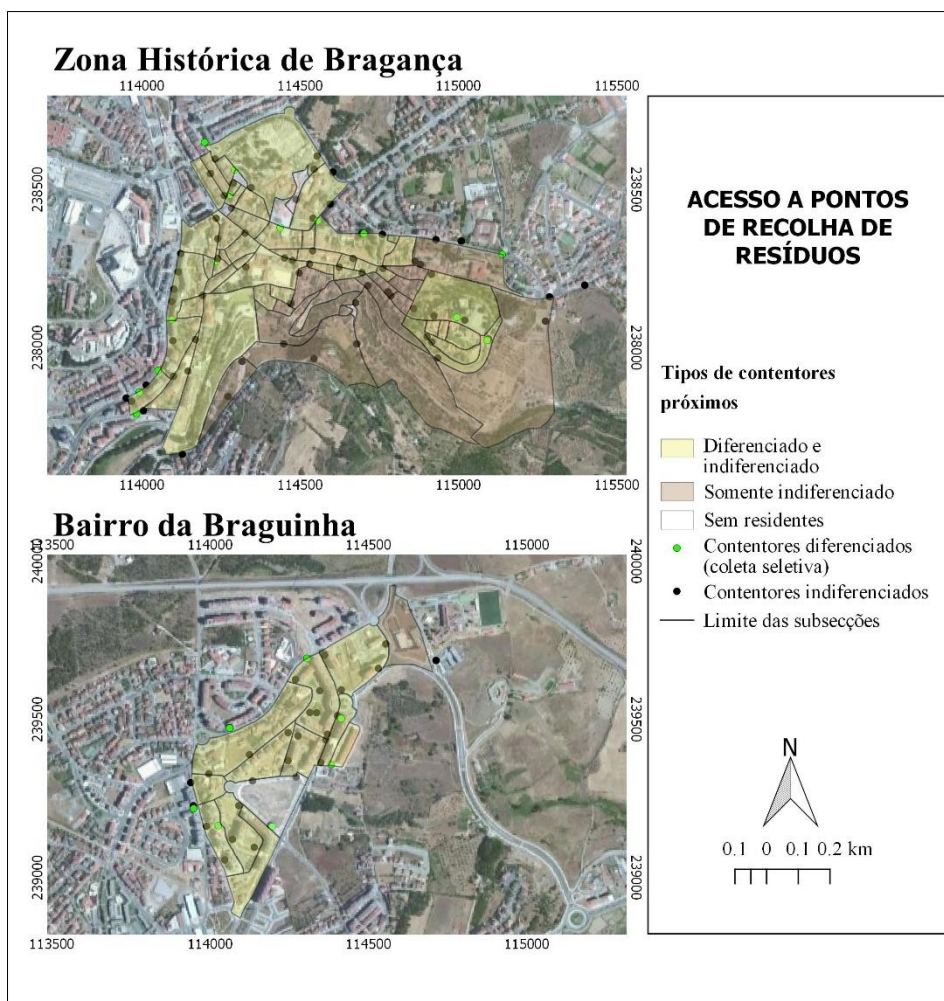 Zona Histórica de Bragança
114000 114500 115000 115500
238500 238500
238000 238000
114000 114500 115000 115500
Bairro da Braguinha
113500 114000 114500 115000
240000 240000
239500 239500
239000 239000
113500 114000 114500 115000
ACESSO A PONTOS
DE RECOLHA DE
RESÍDUOS
Tipos de contentores
próximos
Diferenciado e
indiferenciado
Somente indiferenciado
Sem residentes
Contentores diferenciados
(coleta seletiva)
Contentores indiferenciados
Limite das subsecções
N
0.1 0 0.1 0.2 km